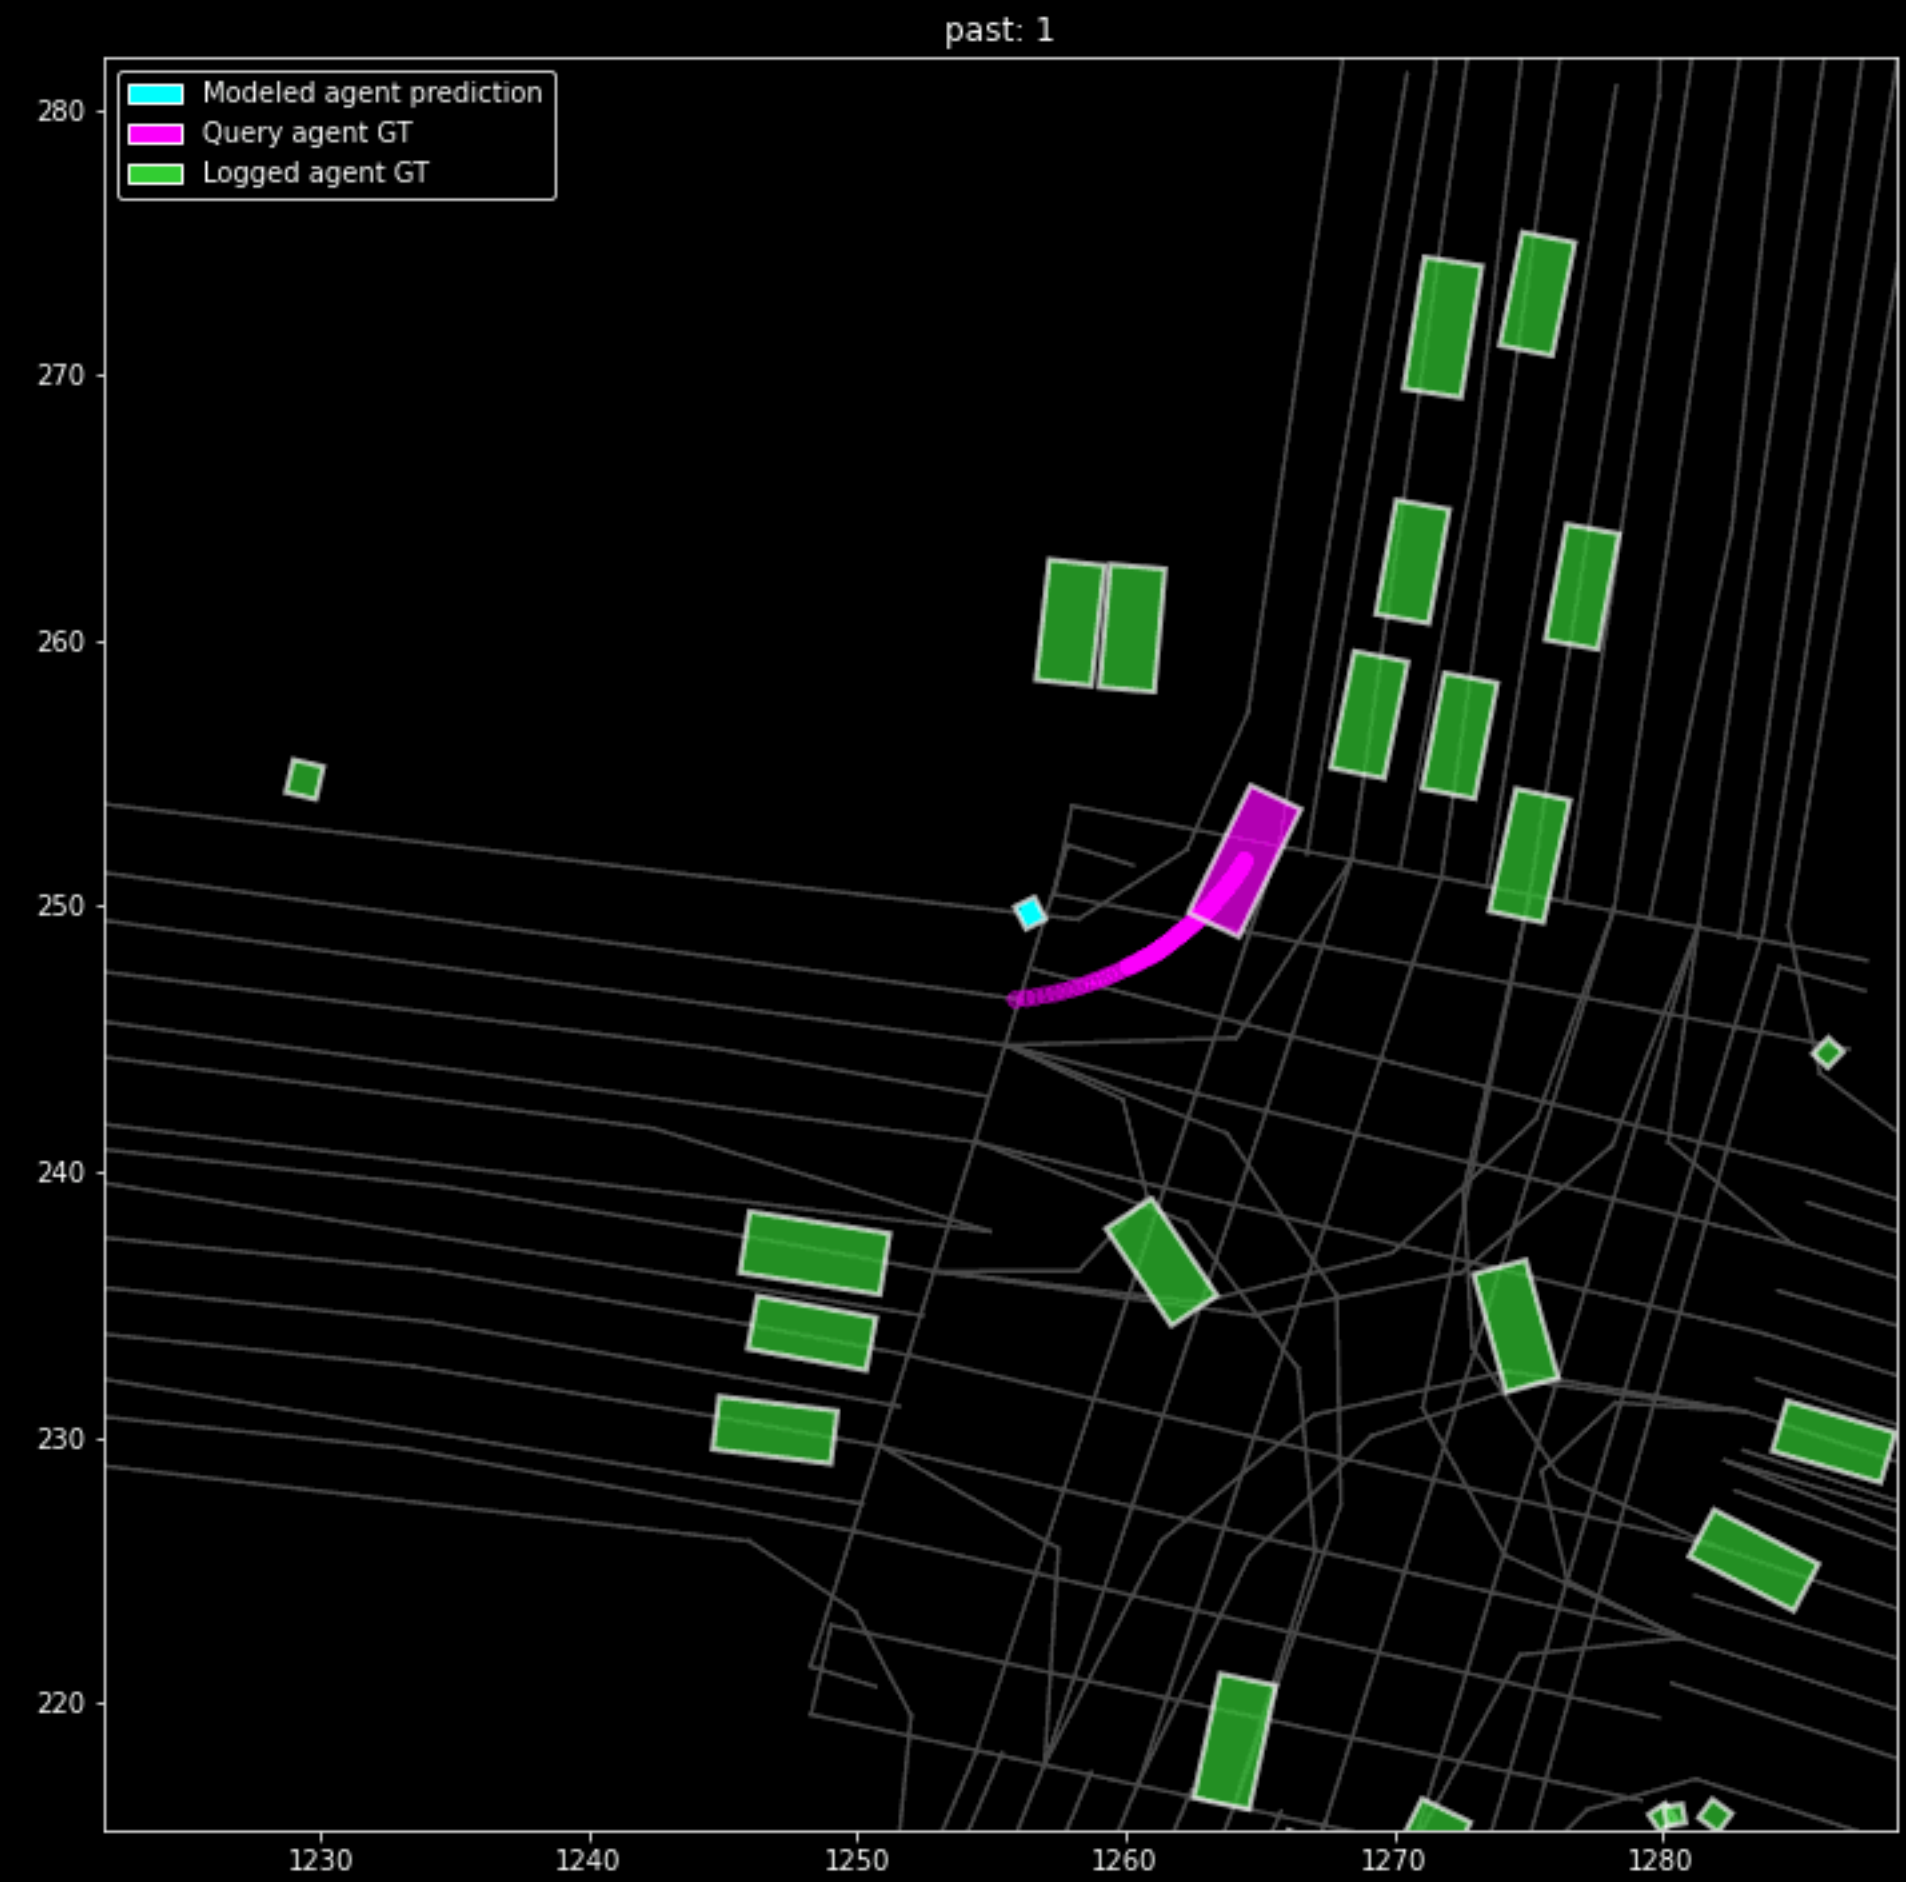 past: 1
Modeled agent prediction
Query agent GT
Logged agent GT
280
270
260
250
240
230
220
1230 1240 1250 1260 1270 1280